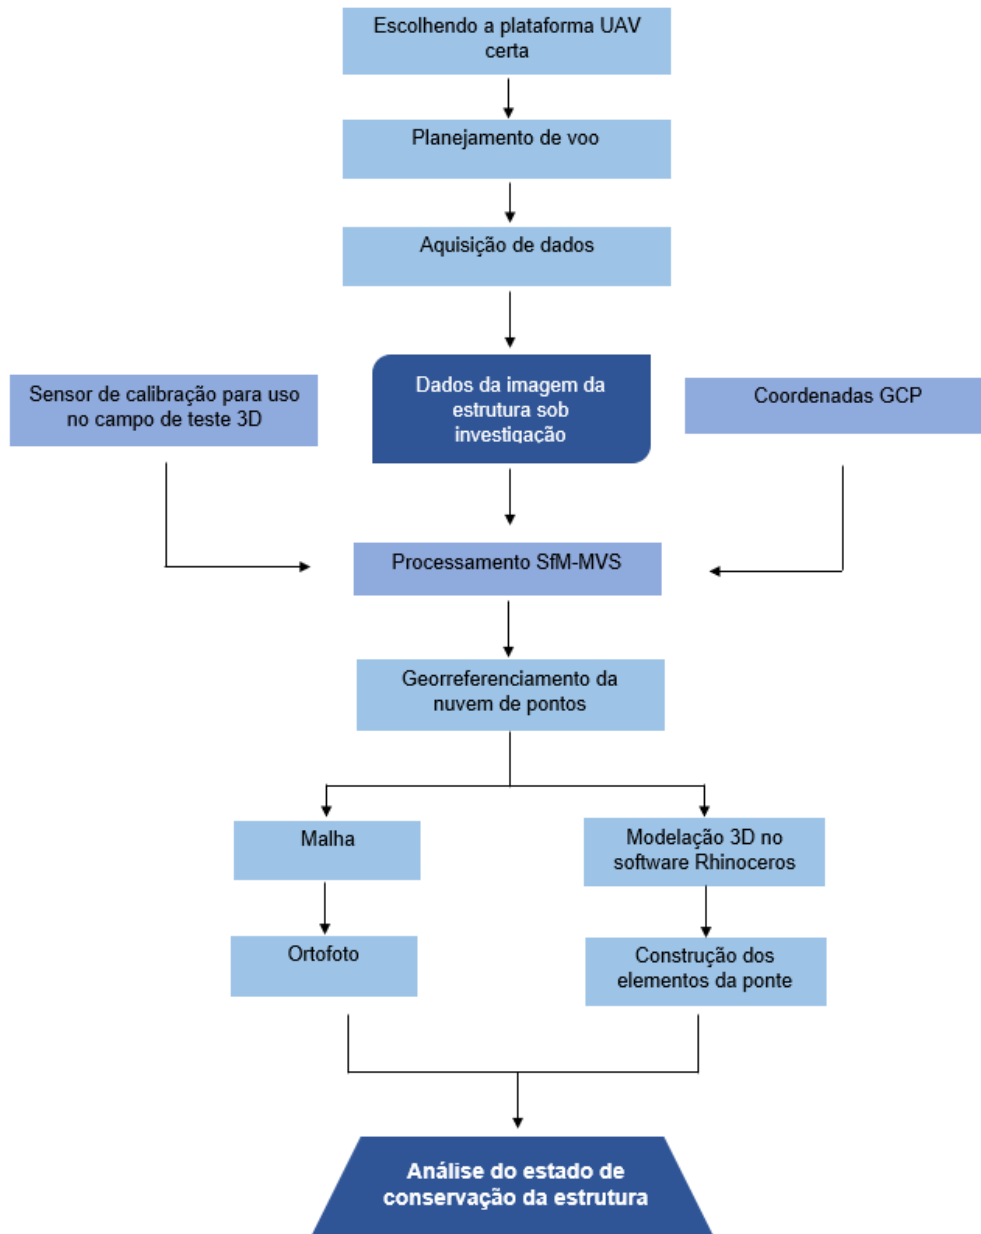 Escolhendo a plataforma UAV
certa
Planejamento de voo
Aquisição de dados
Sensor de calibração para uso
no campo de teste 3D
Dados da imagem da
estrutura sob
investigação
Coordenadas GCP
Processamento SfM-MVS
Georreferenciamento da
nuvem de pontos
Malha
Modelação 3D no
software Rhinoceros
Ortofoto
Construção dos
elementos da ponte
Análise do estado de
conservação da estrutura